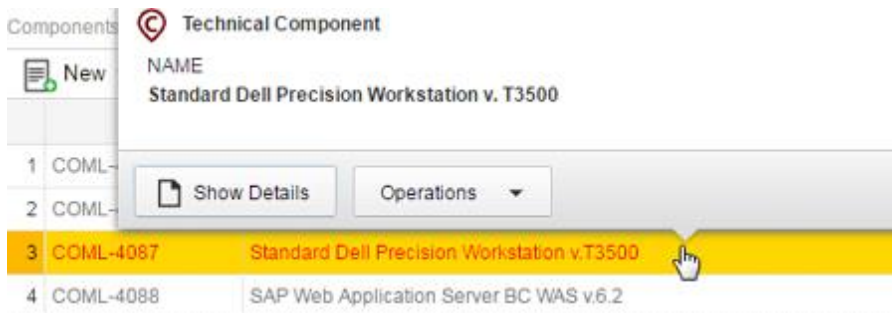 Components
Technical Component
New
NAME
Standard Dell Precision Workstation v. T3500
1 COML-
Show Details
Operations
2 COML-
3 COML-4087 Standard Dell Precision Workstation v.T3500
4 COML-4088 SAP Web Application Server BC WAS v.6.2